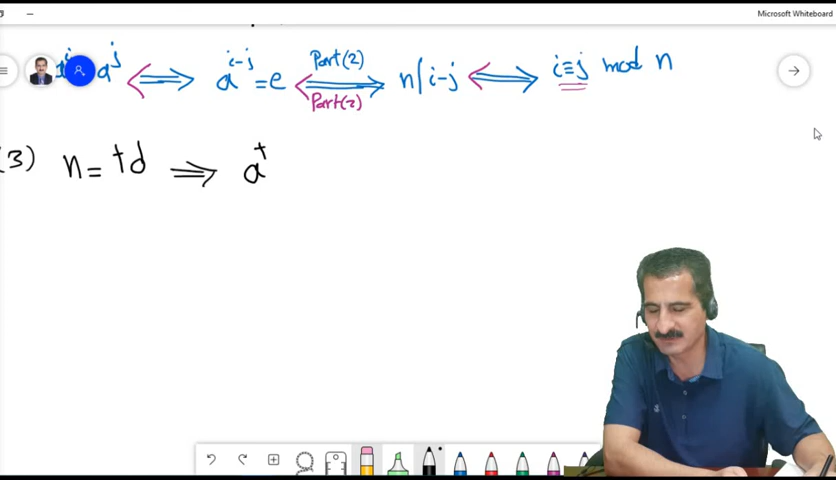 Microsoft Whiteboard
a^j ⟺ a^{i-j} = e ⟺ n | i-j ⟺ i ≡ j mod n
Part(2)
Part(2)
(3) n = td ⟹ a^t